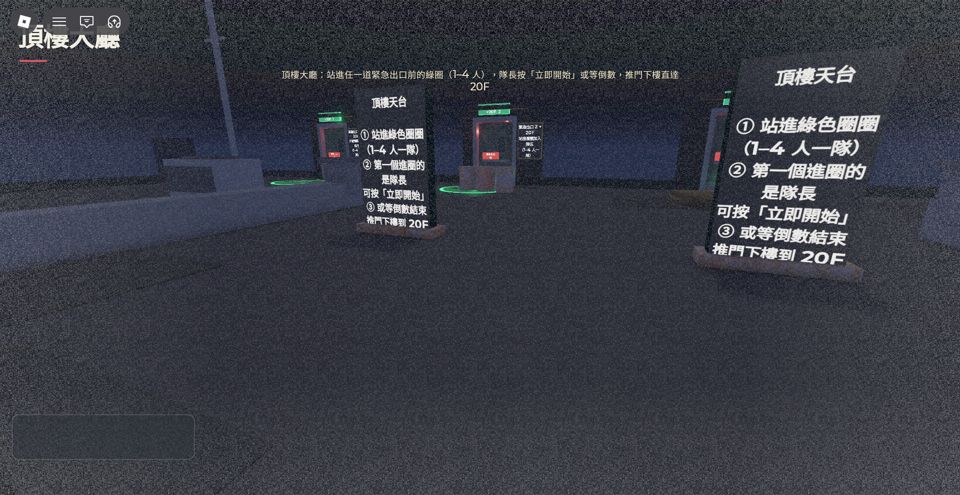 頂樓大廳
頂樓大廳：站進任一道緊急出口前的綠圈（1–4 人），隊長按「立即開始」或等倒數，推門下樓直達
20F
頂樓天台
① 站進綠色圈圈
（1–4 人一隊）
② 第一個進圈的
是隊長
可按「立即開始」
③ 或等倒數結束
推門下樓到 20F
頂樓天台
① 站進綠色圈圈
（1–4 人一隊）
② 第一個進圈的
是隊長
可按「立即開始」
③ 或等倒數結束
推門下樓到 20F